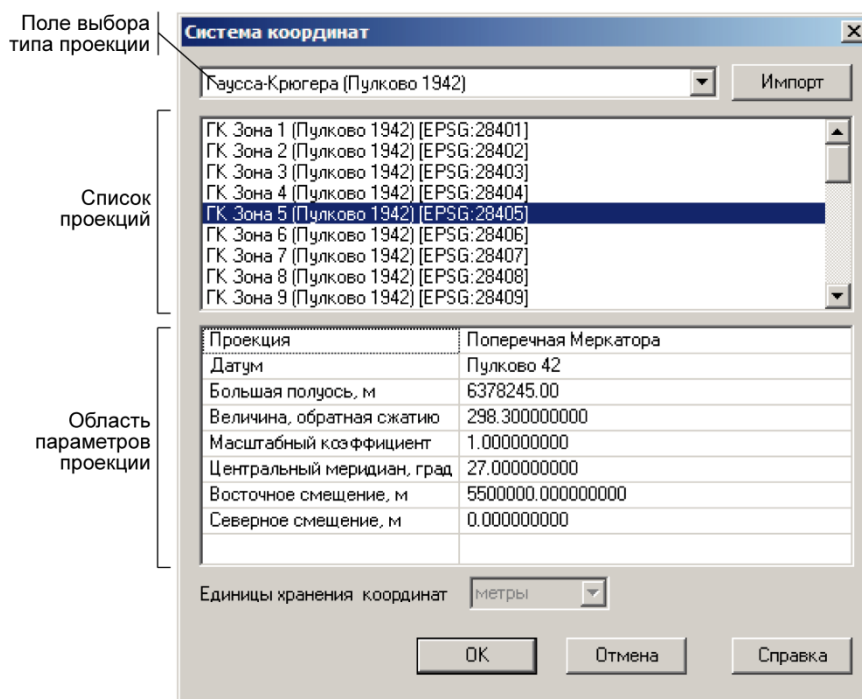 Поле выбора
типа проекции
Система координат
Гаусса-Крюгера (Пулково 1942)
Импорт
ГК Зона 1 (Пулково 1942) [EPSG:28401]
ГК Зона 2 (Пулково 1942) [EPSG:28402]
ГК Зона 3 (Пулково 1942) [EPSG:28403]
ГК Зона 4 (Пулково 1942) [EPSG:28404]
ГК Зона 5 (Пулково 1942) [EPSG:28405]
ГК Зона 6 (Пулково 1942) [EPSG:28406]
ГК Зона 7 (Пулково 1942) [EPSG:28407]
ГК Зона 8 (Пулково 1942) [EPSG:28408]
ГК Зона 9 (Пулково 1942) [EPSG:28409]
Список
проекций
Проекция Поперечная Меркатора
Датум Пулково 42
Большая полуось, м 6378245.00
Величина, обратная сжатию 298.300000000
Масштабный коэффициент 1.000000000
Центральный меридиан, град 27.000000000
Восточное смещение, м 5500000.000000000
Северное смещение, м 0.000000000
Область
параметров
проекции
Единицы хранения координат метры
OK Отмена Справка